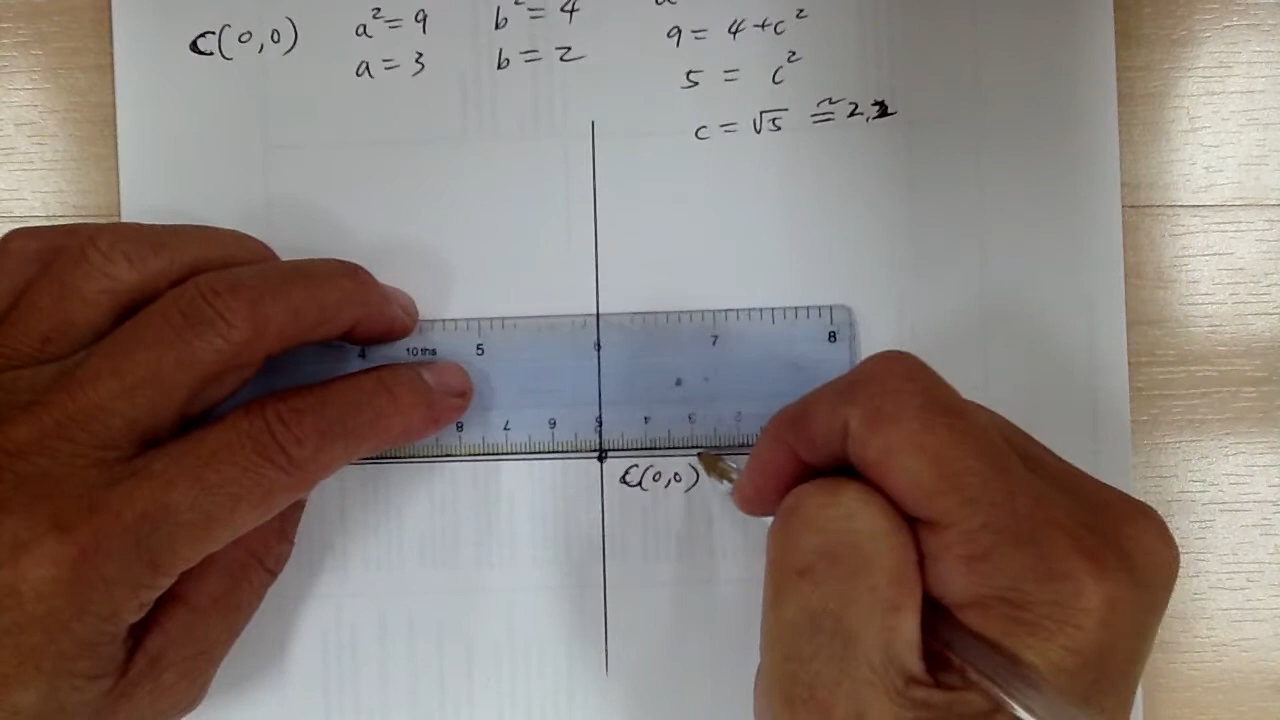 C(0,0) a²=9 b²=4
9 = 4+c²
a=3 b=2
5 = c²
c = √5 ≅ 2,2
4 10ths 5 6 7 8
8 7 6 5 4 3 2
C(0,0)